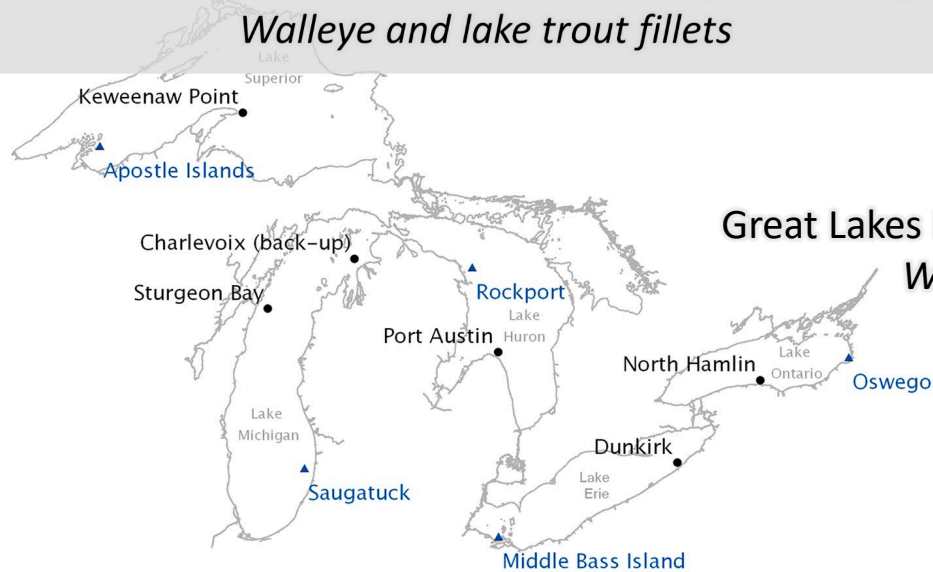 Walleye and lake trout fillets
Lake
Superior
Keweenaw Point
Apostle Islands
Great Lakes
Charlevoix (back-up)
W
Rockport
Sturgeon Bay
Lake
Huron
Port Austin
North Hamlin
Lake
Ontario
Oswego
Lake
Michigan
Dunkirk
Lake
Erie
Saugatuck
Middle Bass Island